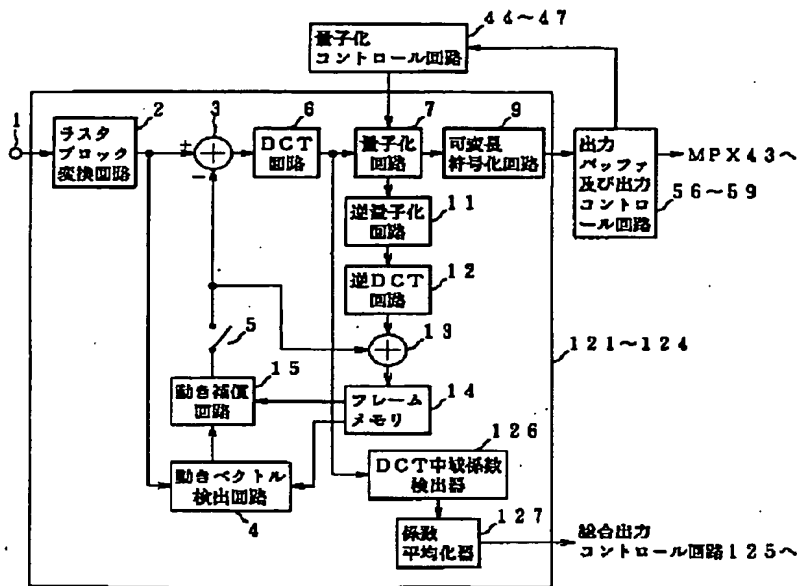 44~47
量子化
コントロール回路
1
2
ラスタ
ブロック
変換回路
3
+
−
6
DCT
回路
7
量子化
回路
9
可変長
符号化回路
出力
バッファ
及び出力
コントロ
ール回路
MPX43へ
56~59
11
逆量子化
回路
12
逆DCT
回路
13
5
121~124
15
動き補償
回路
フレーム
メモリ
14
動きベクトル
検出回路
4
126
DCT中域係数
検出器
127
係数
平均化器
総合出力
コントロール回路125へ